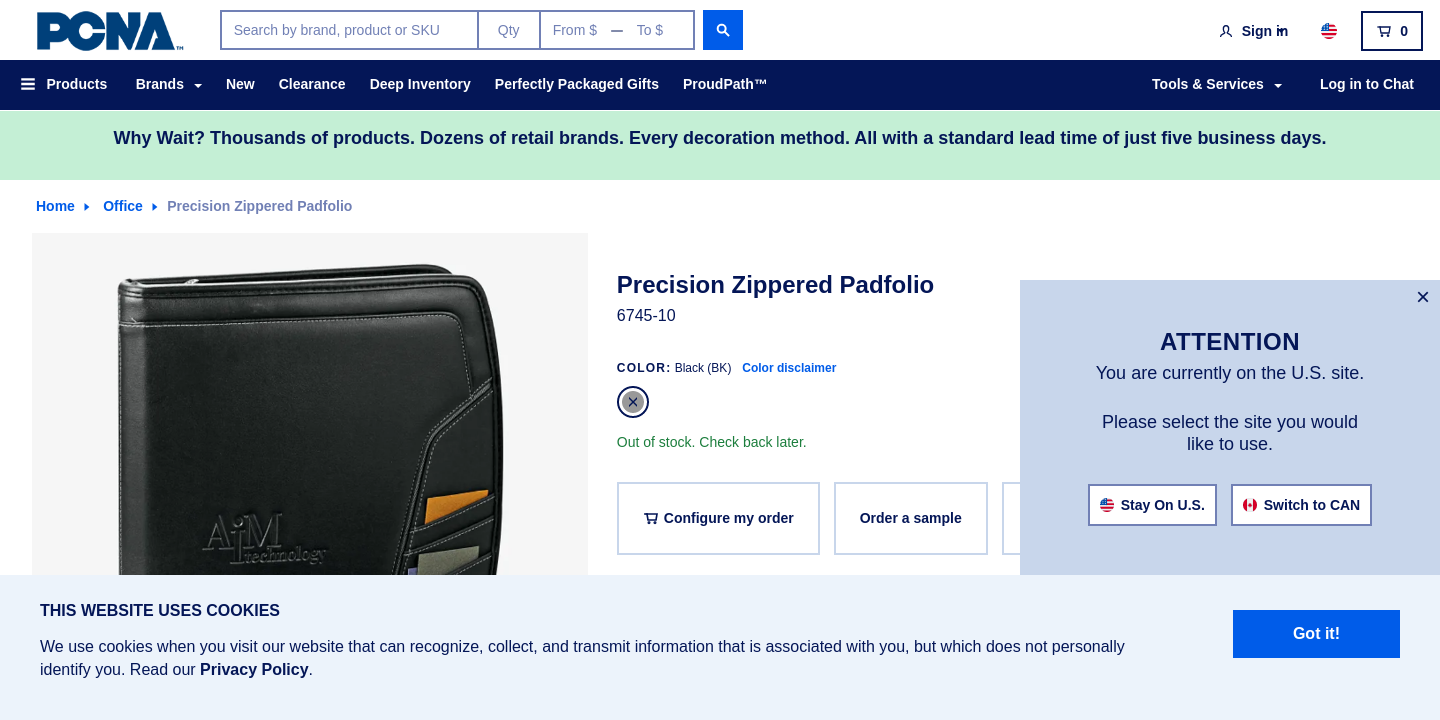 PCNA™
Search by brand, product or SKU
Qty
From $ — To $
Sign in
0
Products
Brands
New
Clearance
Deep Inventory
Perfectly Packaged Gifts
ProudPath™
Tools & Services
Log in to Chat
Why Wait? Thousands of products. Dozens of retail brands. Every decoration method. All with a standard lead time of just five business days.
Home
Office
Precision Zippered Padfolio
AiM
technology
Precision Zippered Padfolio
6745-10
COLOR: Black (BK) Color disclaimer
Out of stock. Check back later.
Configure my order
Order a sample
×
ATTENTION
You are currently on the U.S. site.
Please select the site you would
like to use.
Stay On U.S.
Switch to CAN
THIS WEBSITE USES COOKIES
We use cookies when you visit our website that can recognize, collect, and transmit information that is associated with you, but which does not personally
identify you. Read our Privacy Policy.
Got it!